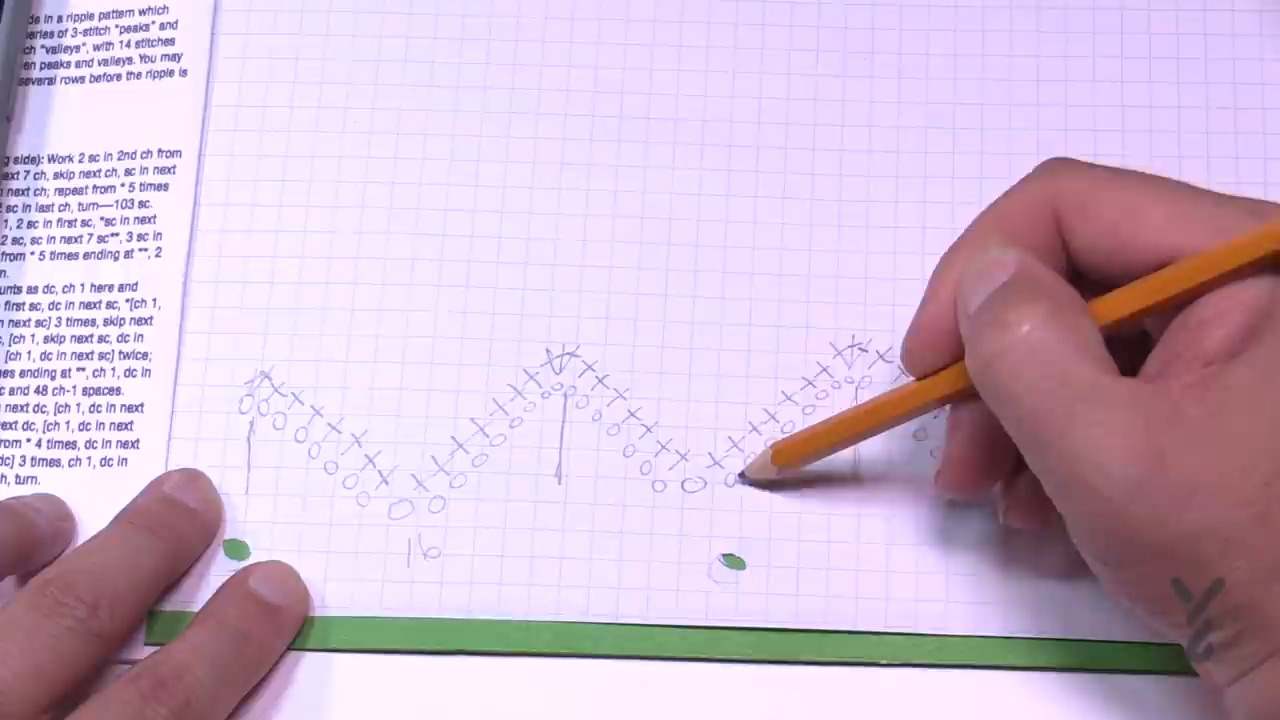 de in a ripple pattern which
eries of 3-stitch "peaks" and
ch "valleys", with 14 stitches
en peaks and valleys. You may
several rows before the ripple is
g side): Work 2 sc in 2nd ch from
ext 7 ch, skip next ch, sc in next
n next ch; repeat from * 5 times
sc in last ch, turn—103 sc.
1, 2 sc in first sc, *sc in next
2 sc, sc in next 7 sc**, 3 sc in
from * 5 times ending at **, 2
n.
unts as dc, ch 1 here and
first sc, dc in next sc, *[ch 1,
n next sc] 3 times, skip next
, [ch 1, skip next sc, dc in
[ch 1, dc in next sc] twice;
es ending at **, ch 1, dc in
c and 48 ch-1 spaces.
next dc, [ch 1, dc in next
ext dc, [ch 1, dc in next
rom * 4 times, dc in next
dc] 3 times, ch 1, dc in
h, turn.
16